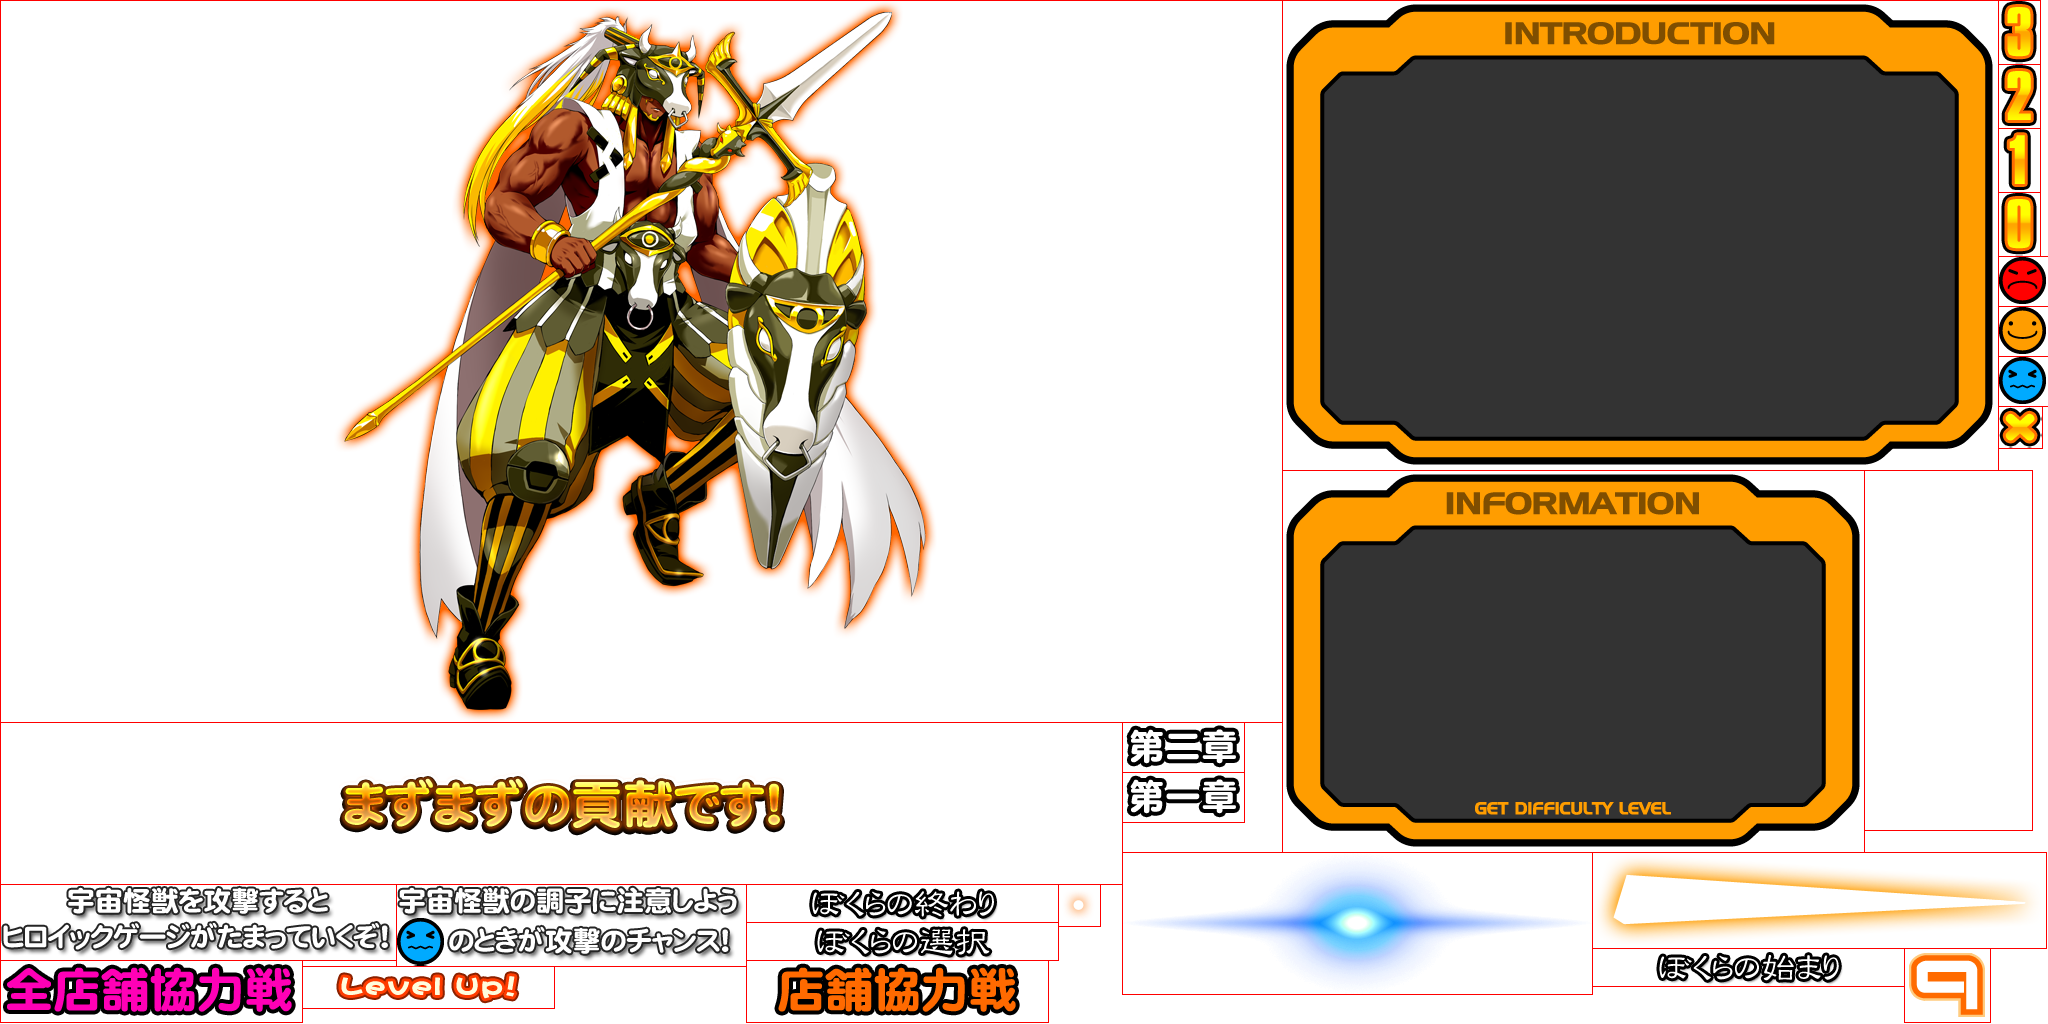 INTRODUCTION
3
2
1
0
×
INFORMATION
GET DIFFICULTY LEVEL
第二章
第一章
まずまずの貢献です!
宇宙怪獣を攻撃すると
ヒロイックゲージがたまっていくぞ!
宇宙怪獣の調子に注意しよう
のときが攻撃のチャンス!
ぼくらの終わり
ぼくらの選択
ぼくらの始まり
全店舗協力戦
Level Up!
店舗協力戦